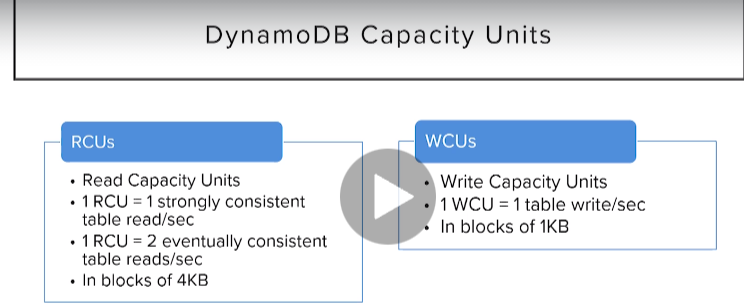 DynamoDB Capacity Units
RCUs
• Read Capacity Units
• 1 RCU = 1 strongly consistent
table read/sec
• 1 RCU = 2 eventually consistent
table reads/sec
• In blocks of 4KB
WCUs
• Write Capacity Units
• 1 WCU = 1 table write/sec
• In blocks of 1KB